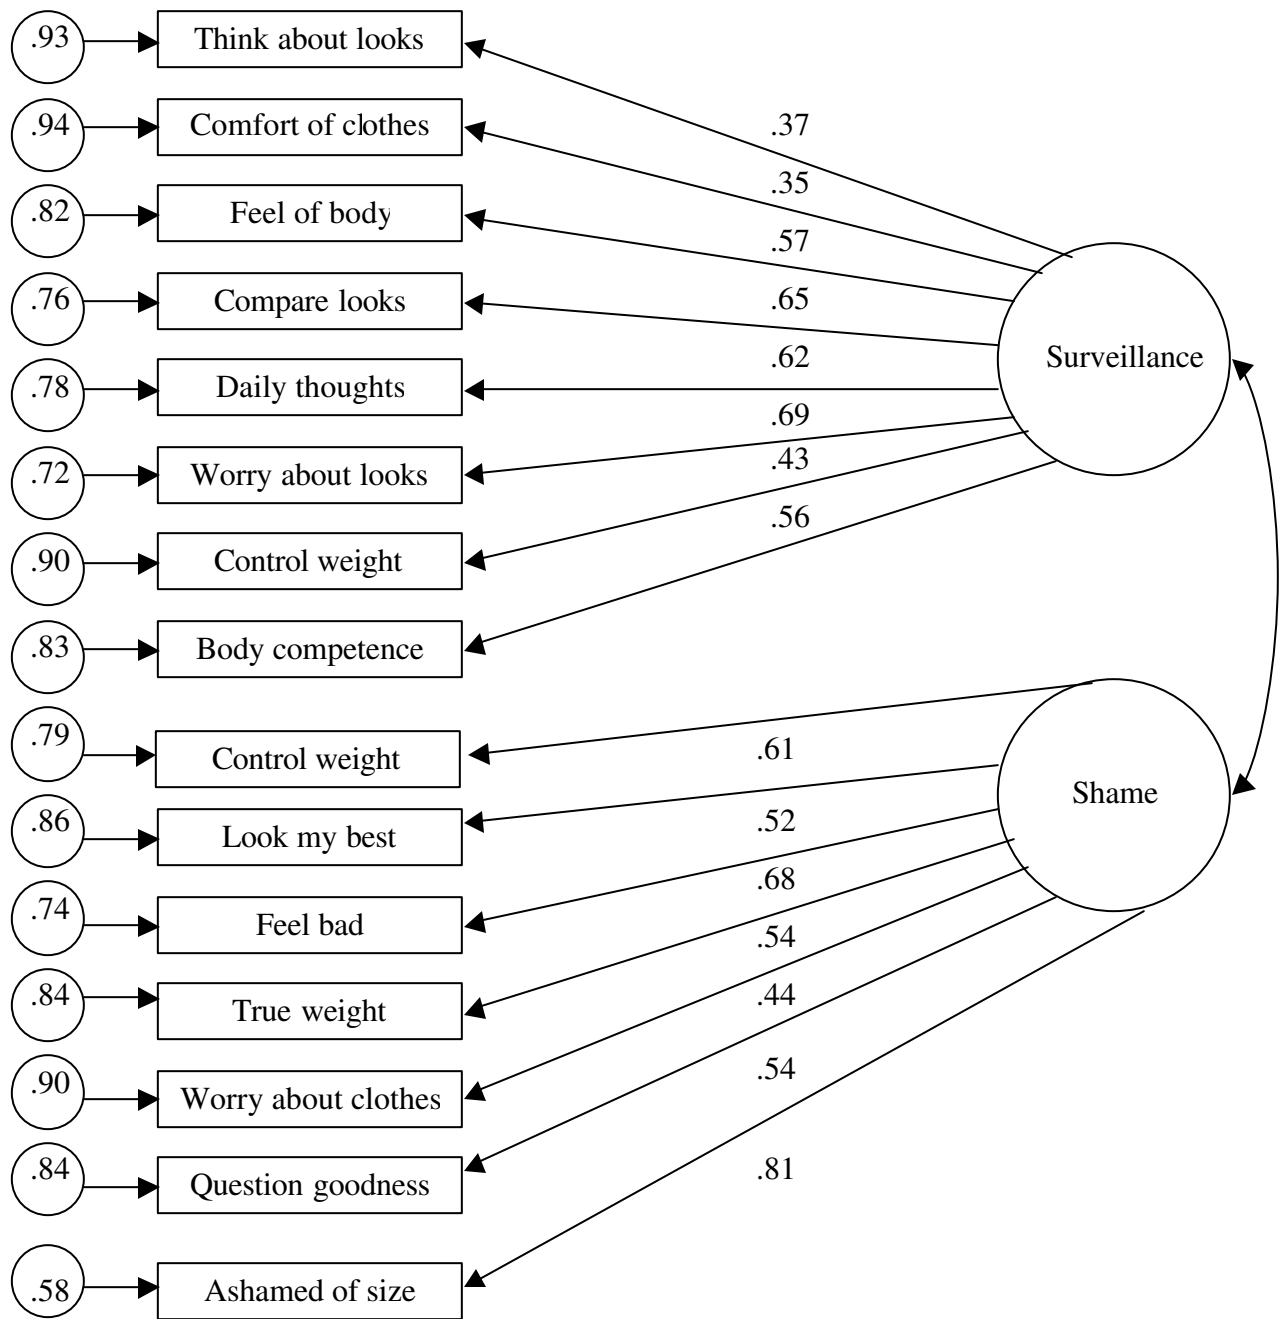 .93 Think about looks
.37
.94 Comfort of clothes
.35
.82 Feel of body
.57
.76 Compare looks
.65
Surveillance
.78 Daily thoughts
.62
.69
.72 Worry about looks
.43
.56
.90 Control weight
.83 Body competence
.79 Control weight
.61
Shame
.86 Look my best
.52
.68
.74 Feel bad
.54
.84 True weight
.44
.54
.90 Worry about clothes
.84 Question goodness
.81
.58 Ashamed of size